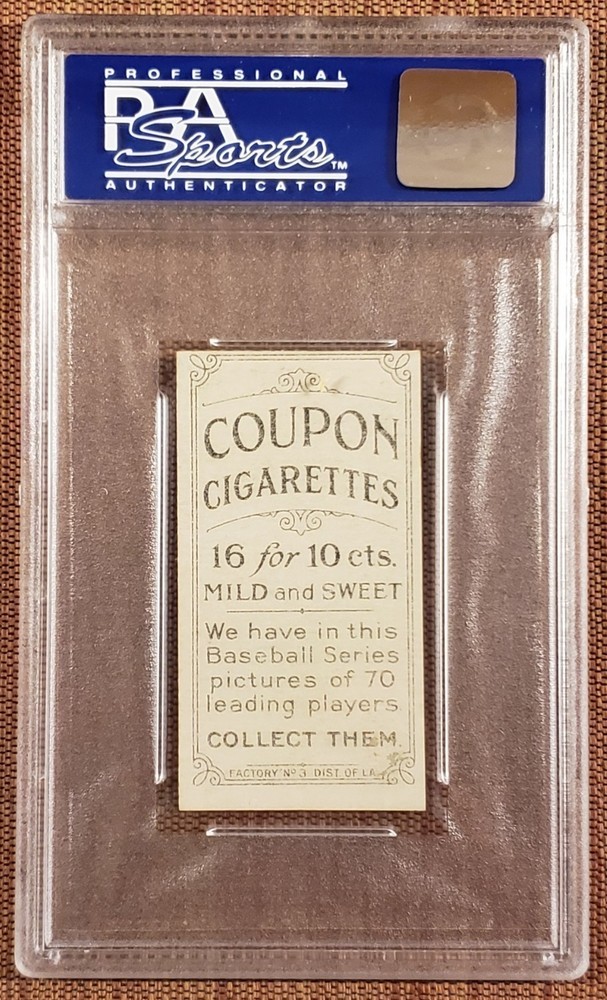 PROFESSIONAL
PSA
Sports™
AUTHENTICATOR
COUPON
CIGARETTES
16 for 10 cts.
MILD and SWEET
We have in this
Baseball Series
pictures of 70
leading players.
COLLECT THEM.
FACTORY Nº 3 DIST. OF LA.